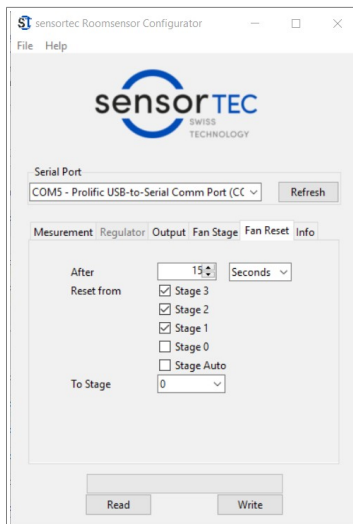 ST sensortec Roomsensor Configurator
File Help
sensorTEC
SWISS
TECHNOLOGY
Serial Port
COM5 - Prolific USB-to-Serial Comm Port (CC Refresh
Mesurement Regulator Output Fan Stage Fan Reset Info
After 15 Seconds
Reset from Stage 3
Stage 2
Stage 1
Stage 0
Stage Auto
To Stage 0
Read Write